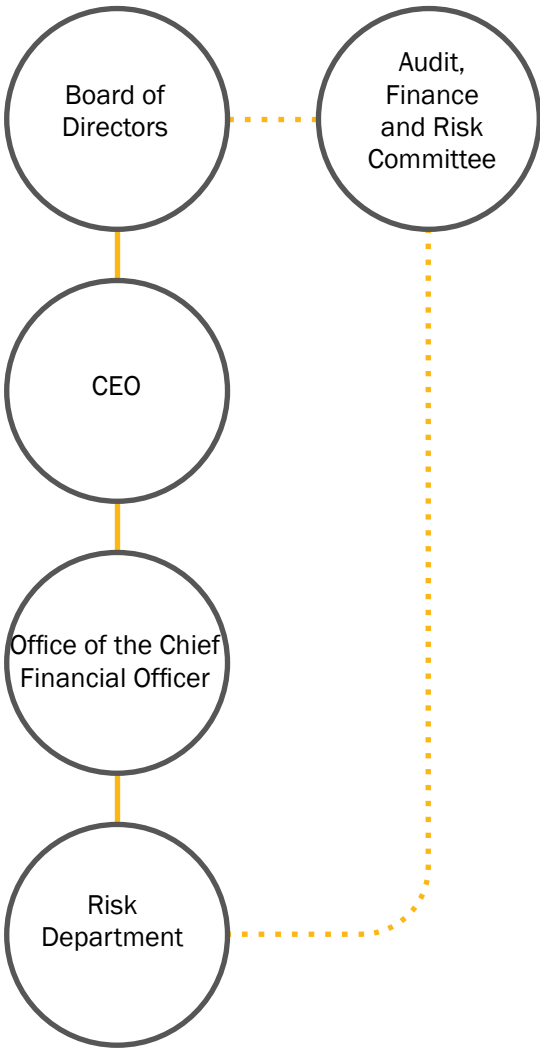 Board of
Directors
Audit,
Finance
and Risk
Committee
CEO
Office of the Chief
Financial Officer
Risk
Department